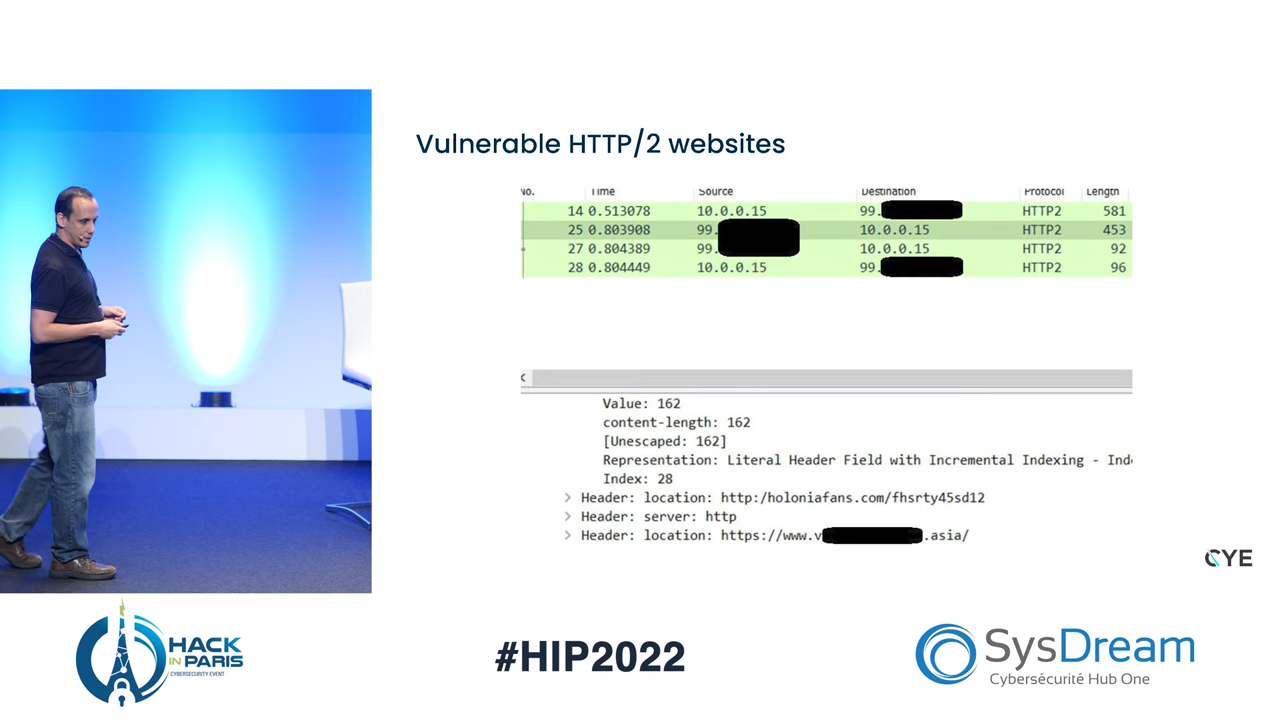 Vulnerable HTTP/2 websites
No. Time Source Destination Protocol Length
14 0.513078 10.0.0.15 99. HTTP2 581
25 0.803908 99. 10.0.0.15 HTTP2 453
27 0.804389 99. 10.0.0.15 HTTP2 92
28 0.804449 10.0.0.15 99. HTTP2 96
Value: 162
content-length: 162
[Unescaped: 162]
Representation: Literal Header Field with Incremental Indexing - Inde
Index: 28
> Header: location: http:/holoniafans.com/fhsrty45sd12
> Header: server: http
> Header: location: https://www.v .asia/
CYE
HACK
IN PARIS
CYBERSECURITY EVENT
#HIP2022
SysDream
Cybersécurité Hub One